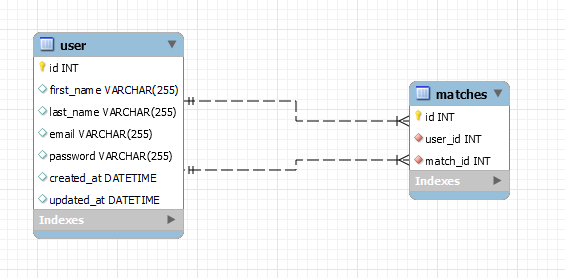 user
id INT
first_name VARCHAR(255)
last_name VARCHAR(255)
email VARCHAR(255)
password VARCHAR(255)
created_at DATETIME
updated_at DATETIME
Indexes
matches
id INT
user_id INT
match_id INT
Indexes